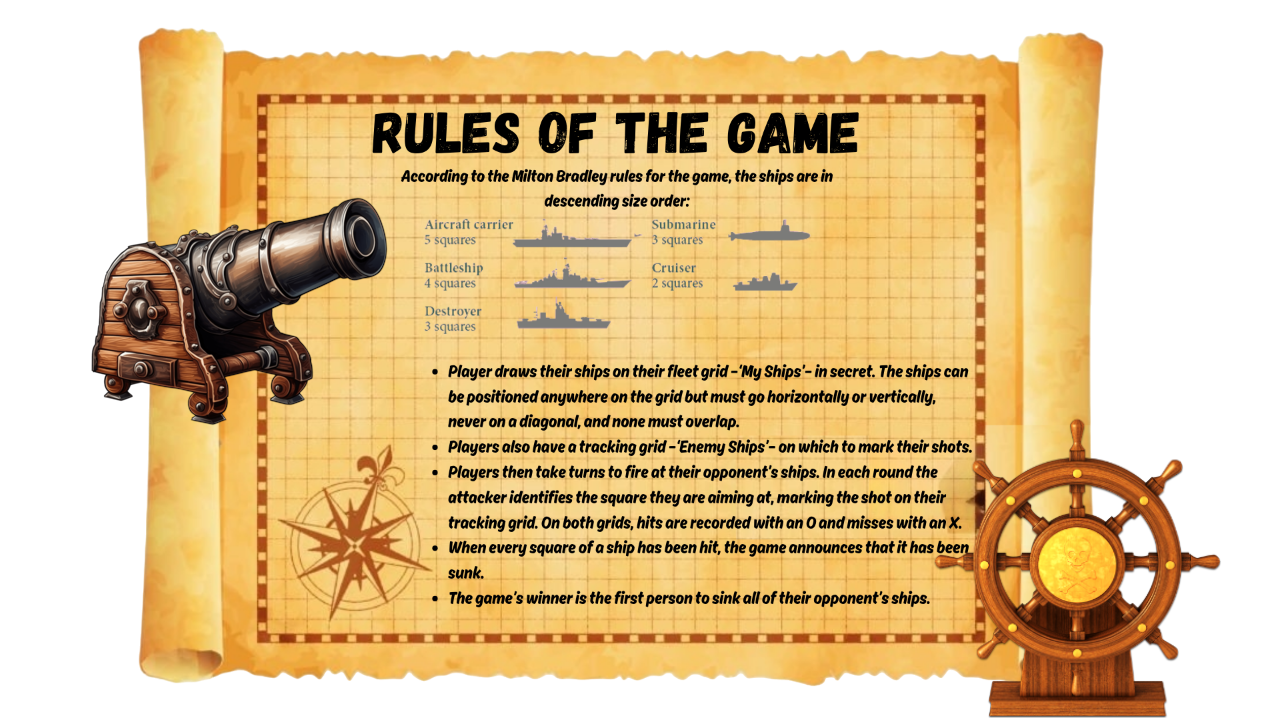 RULES OF THE GAME
According to the Milton Bradley rules for the game, the ships are in
descending size order:
Aircraft carrier
5 squares
Submarine
3 squares
Battleship
4 squares
Cruiser
2 squares
Destroyer
3 squares
• Player draws their ships on their fleet grid –'My Ships'– in secret. The ships can
be positioned anywhere on the grid but must go horizontally or vertically,
never on a diagonal, and none must overlap.
• Players also have a tracking grid –'Enemy Ships'– on which to mark their shots.
• Players then take turns to fire at their opponent's ships. In each round the
attacker identifies the square they are aiming at, marking the shot on their
tracking grid. On both grids, hits are recorded with an O and misses with an X.
• When every square of a ship has been hit, the game announces that it has been
sunk.
• The game's winner is the first person to sink all of their opponent's ships.